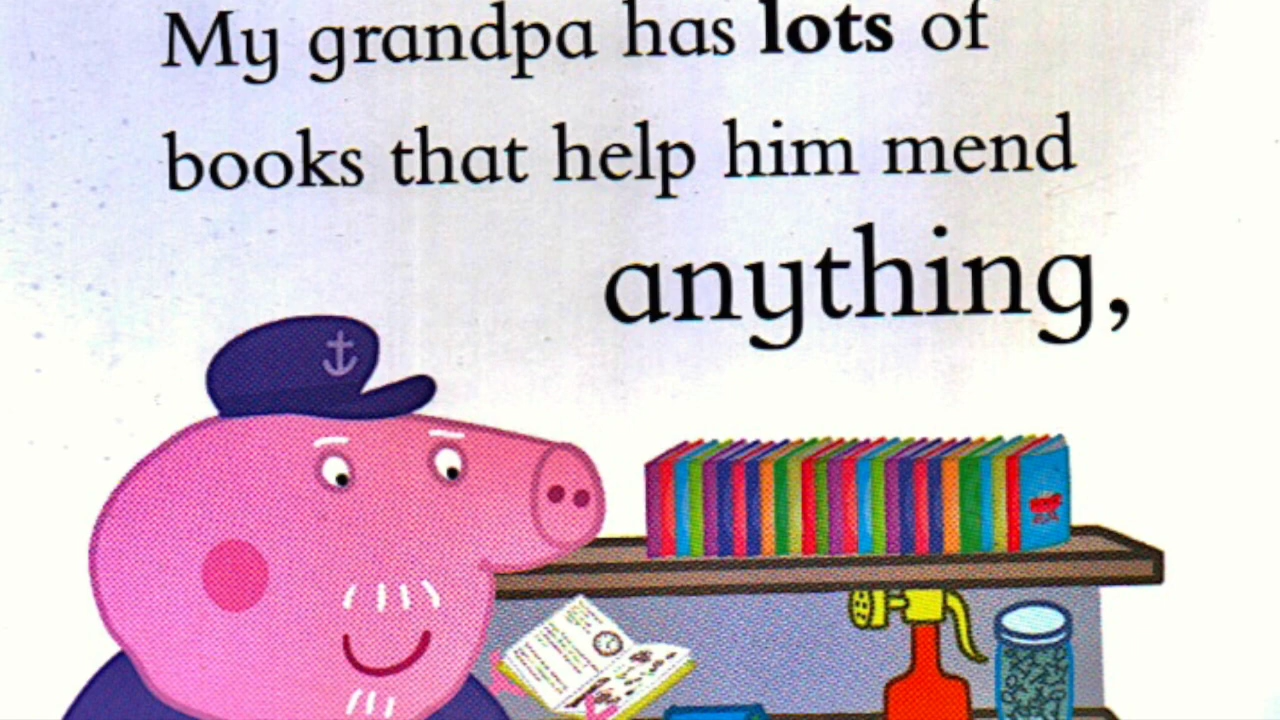 My grandpa has lots of
books that help him mend
anything,